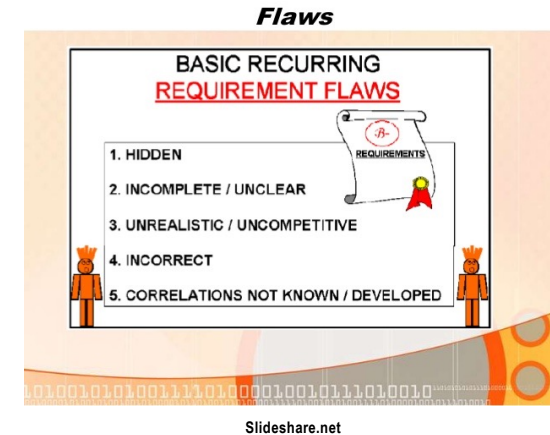 Flaws
BASIC RECURRING
REQUIREMENT FLAWS
B-
REQUIREMENTS
1. HIDDEN
2. INCOMPLETE / UNCLEAR
3. UNREALISTIC / UNCOMPETITIVE
4. INCORRECT
5. CORRELATIONS NOT KNOWN / DEVELOPED
Slideshare.net